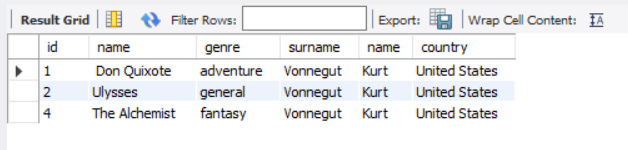 Result Grid Filter Rows: Export: Wrap Cell Content: IA
id name genre surname name country
1 Don Quixote adventure Vonnegut Kurt United States
2 Ulysses general Vonnegut Kurt United States
4 The Alchemist fantasy Vonnegut Kurt United States